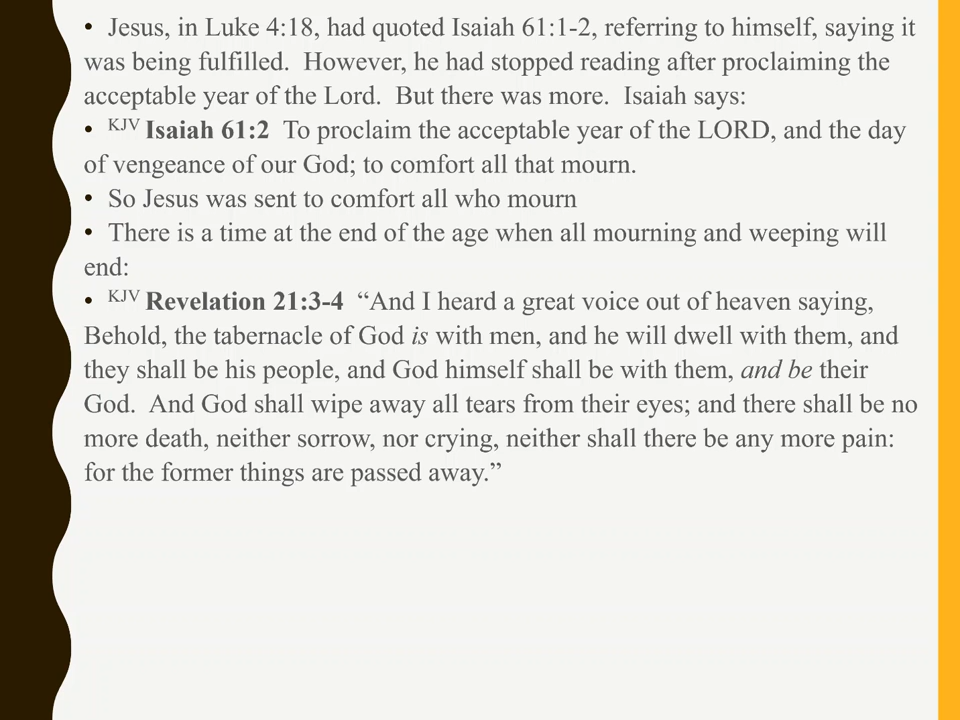 • Jesus, in Luke 4:18, had quoted Isaiah 61:1-2, referring to himself, saying it
was being fulfilled.  However, he had stopped reading after proclaiming the
acceptable year of the Lord.  But there was more.  Isaiah says:
• KJV Isaiah 61:2  To proclaim the acceptable year of the LORD, and the day
of vengeance of our God; to comfort all that mourn.
• So Jesus was sent to comfort all who mourn
• There is a time at the end of the age when all mourning and weeping will
end:
• KJV Revelation 21:3-4  “And I heard a great voice out of heaven saying,
Behold, the tabernacle of God is with men, and he will dwell with them, and
they shall be his people, and God himself shall be with them, and be their
God.  And God shall wipe away all tears from their eyes; and there shall be no
more death, neither sorrow, nor crying, neither shall there be any more pain:
for the former things are passed away.”